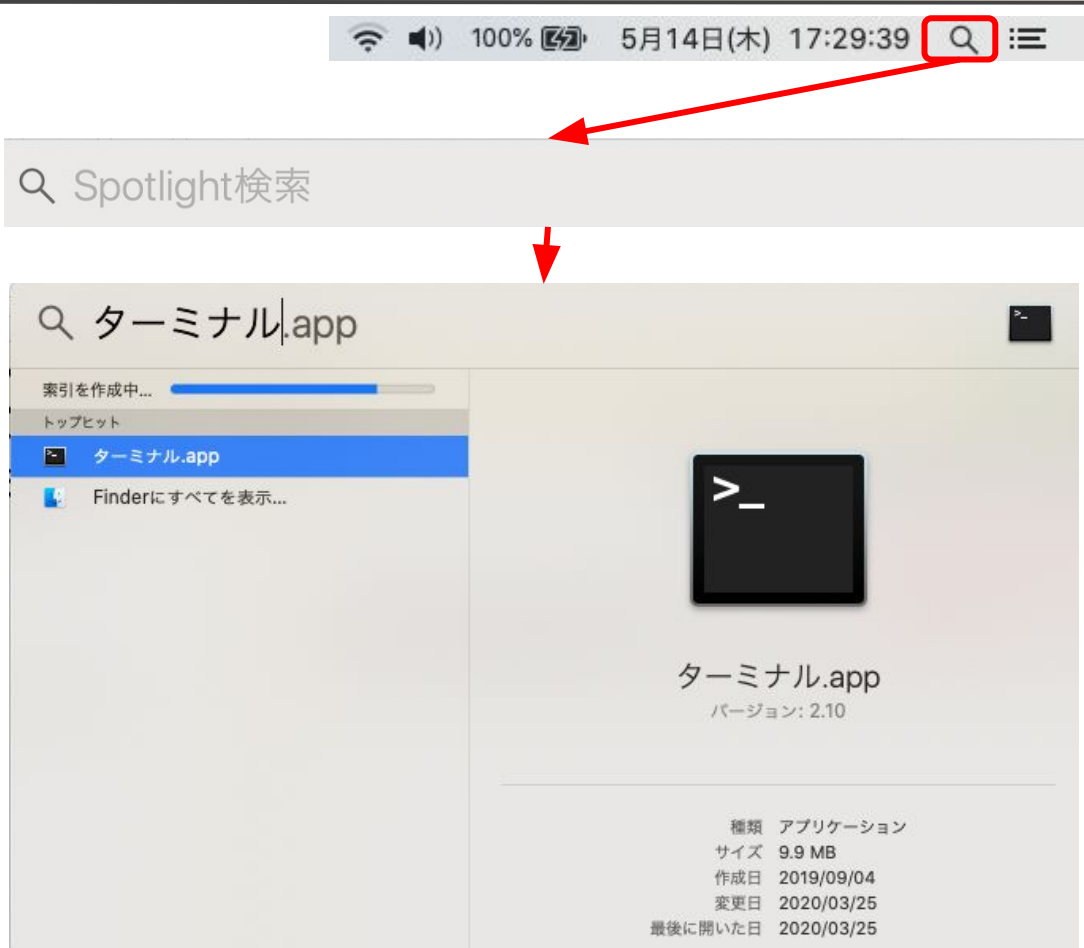 100% 5月14日(木) 17:29:39
Spotlight検索
ターミナル.app
索引を作成中...
トップヒット
ターミナル.app
Finderにすべてを表示...
>_
ターミナル.app
バージョン: 2.10
種類 アプリケーション
サイズ 9.9 MB
作成日 2019/09/04
変更日 2020/03/25
最後に開いた日 2020/03/25